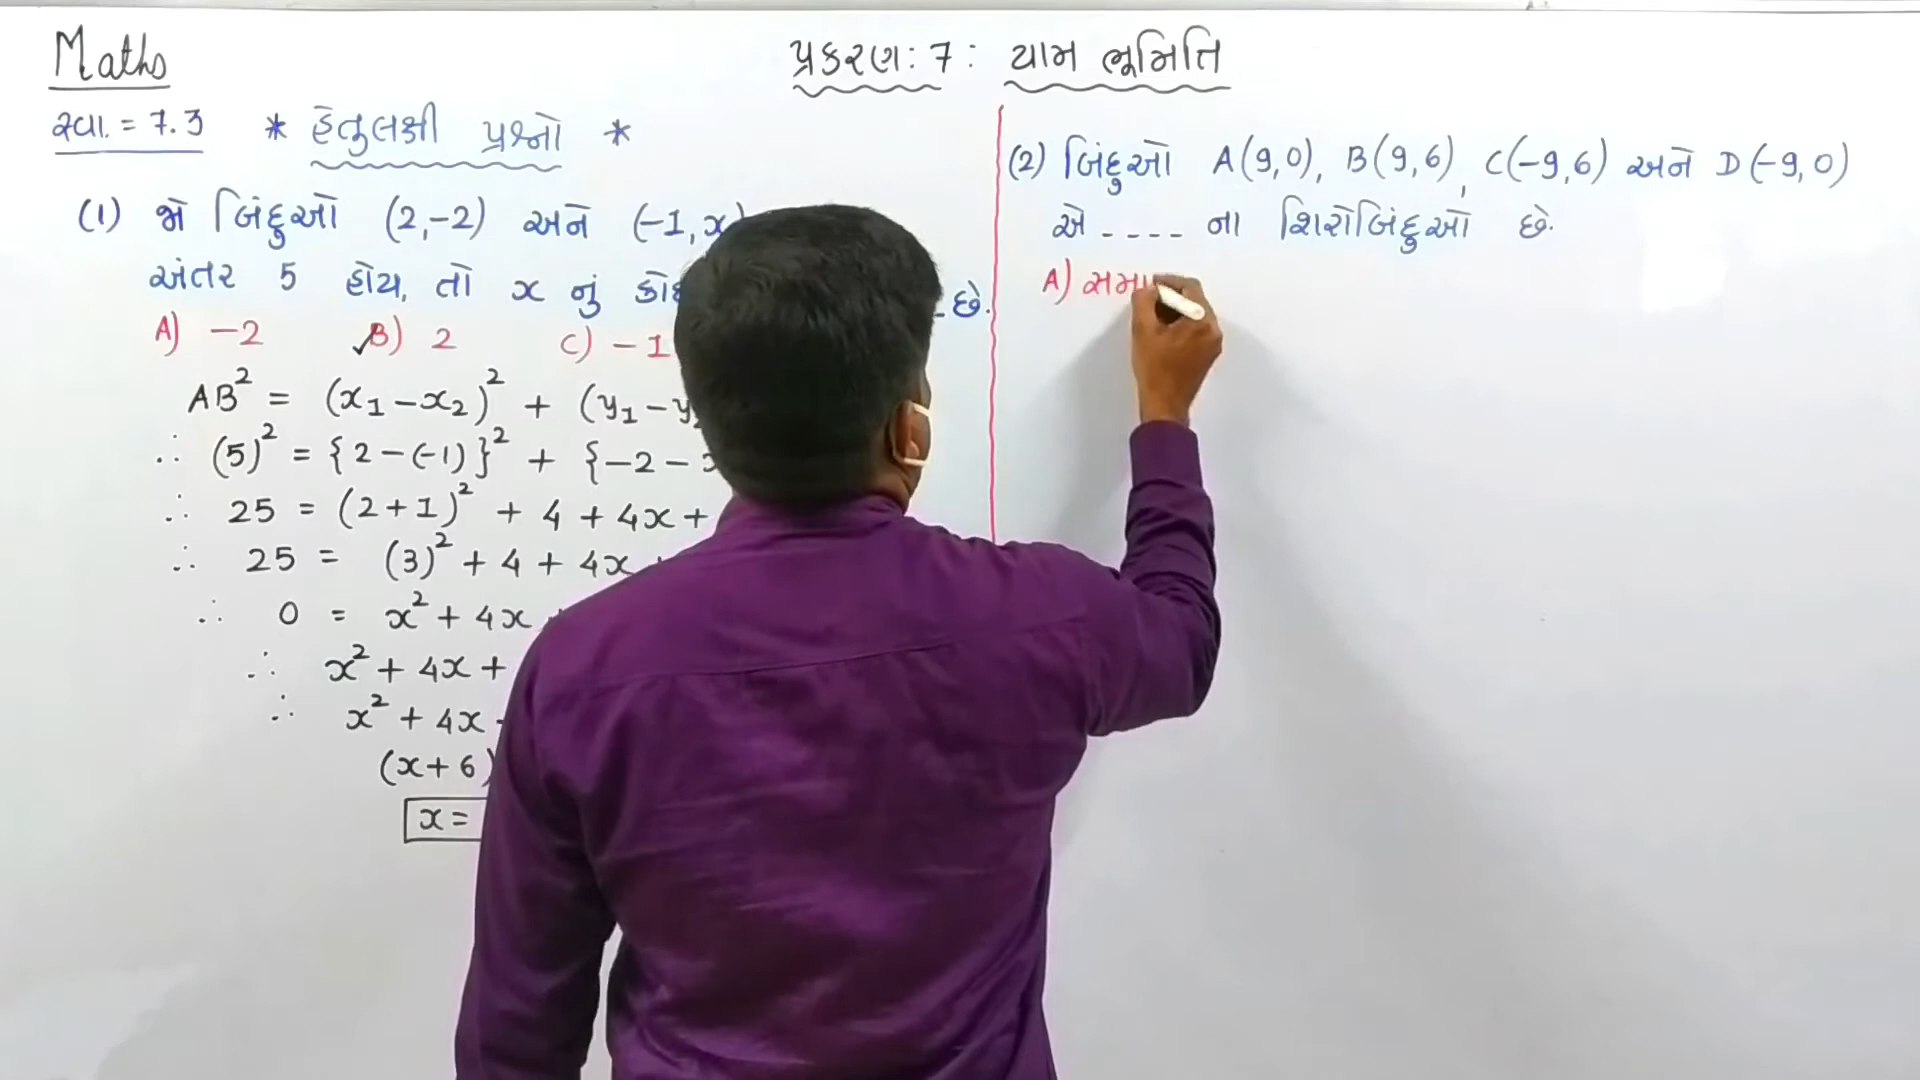 Maths
પ્રકરણ: 7 : યામ ભૂમિતિ
સ્વા. = 7.3 * હેતુલક્ષી પ્રશ્નો *
(1) જો બિંદુઓ (2,-2) અને (-1,x)
અંતર 5 હોય, તો x નું કોઈ છે.
A) -2 B) 2 C) -1
AB² = (x₁-x₂)² + (y₁-y₂
∴ (5)² = {2-(-1)}² + {-2-x
∴ 25 = (2+1)² + 4 + 4x +
∴ 25 = (3)² + 4 + 4x +
∴ 0 = x² + 4x +
∴ x² + 4x +
∴ x² + 4x -
(x+6)
x =
(2) બિંદુઓ A(9,0), B(9,6), C(-9,6) અને D(-9,0)
એ ---- ના શિરોબિંદુઓ છે.
A) સમા